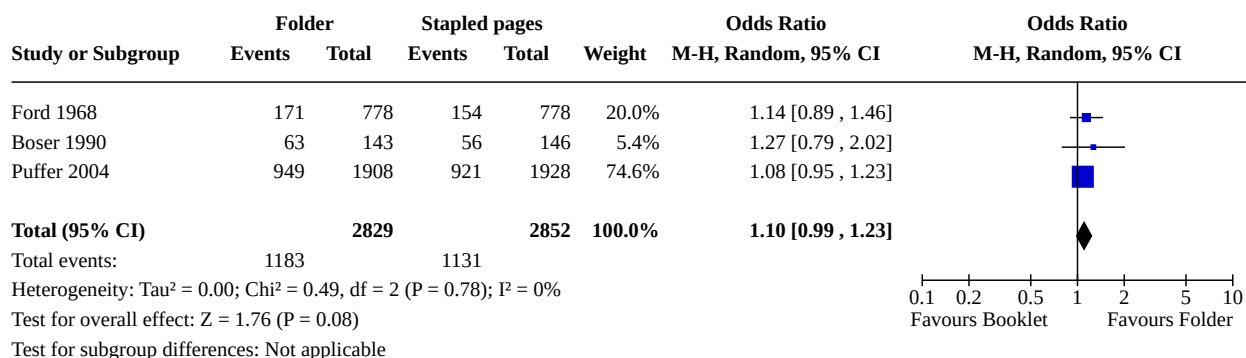 Folder Stapled pages Odds Ratio Odds Ratio
Study or Subgroup Events Total Events Total Weight M-H, Random, 95% CI M-H, Random, 95% CI
Ford 1968 171 778 154 778 20.0% 1.14 [0.89 , 1.46]
Boser 1990 63 143 56 146 5.4% 1.27 [0.79 , 2.02]
Puffer 2004 949 1908 921 1928 74.6% 1.08 [0.95 , 1.23]
Total (95% CI) 2829 2852 100.0% 1.10 [0.99 , 1.23]
Total events: 1183 1131
Heterogeneity: Tau² = 0.00; Chi² = 0.49, df = 2 (P = 0.78); I² = 0%
0.1 0.2 0.5 1 2 5 10
Test for overall effect: Z = 1.76 (P = 0.08) Favours Booklet Favours Folder
Test for subgroup differences: Not applicable